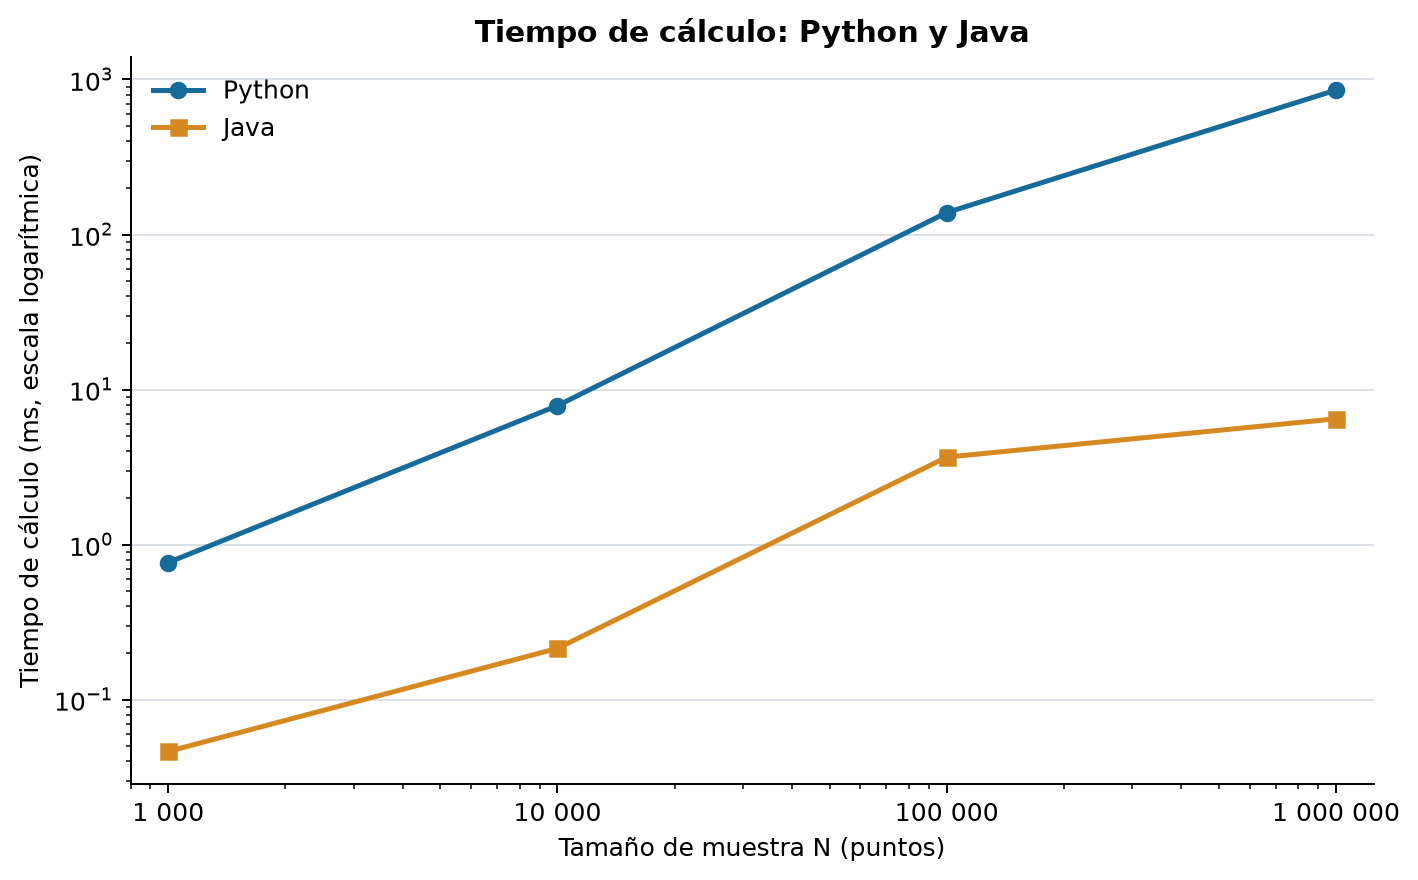 Tiempo de cálculo: Python y Java
Python
Java
Tiempo de cálculo (ms, escala logarítmica)
10³
10²
10¹
10⁰
10⁻¹
1 000
10 000
100 000
1 000 000
Tamaño de muestra N (puntos)